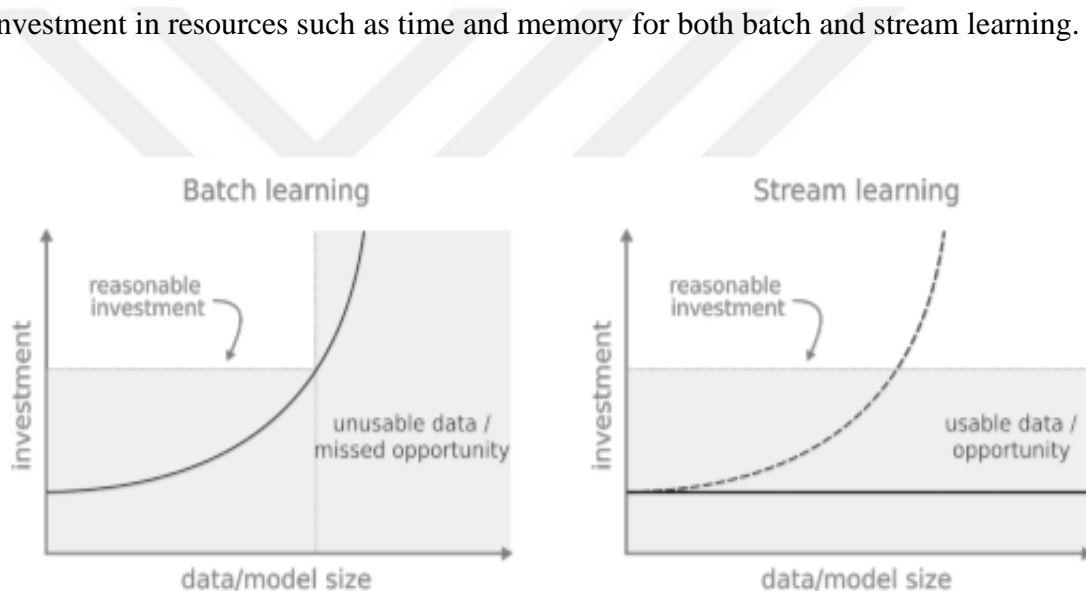 nvestment in resources such as time and memory for both batch and stream learning.
Batch learning
reasonable
investment
investment
unusable data /
missed opportunity
data/model size
Stream learning
reasonable
investment
investment
usable data /
opportunity
data/model size